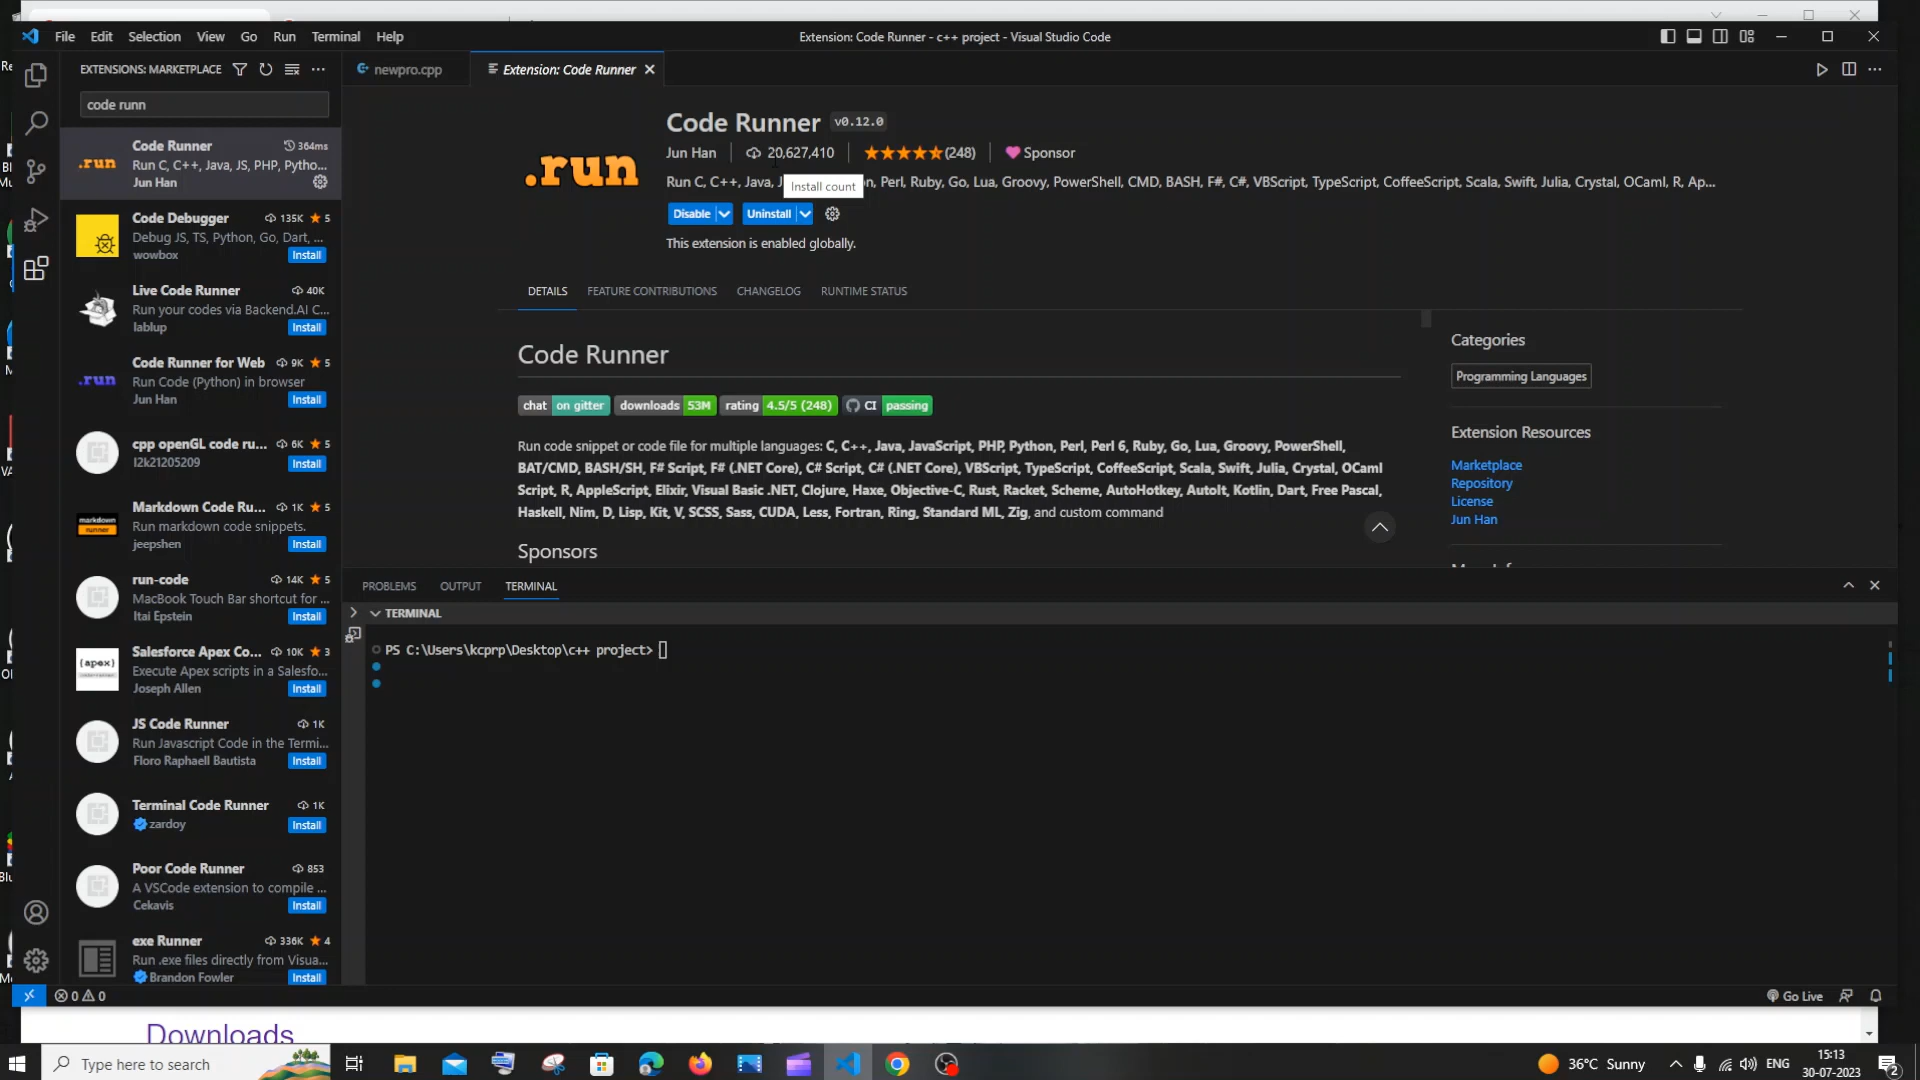 File Edit Selection View Go Run Terminal Help
Extension: Code Runner - c++ project - Visual Studio Code
EXTENSIONS: MARKETPLACE
newpro.cpp
Extension: Code Runner
code runn
Code Runner 364ms
Run C, C++, Java, JS, PHP, Pytho...
Jun Han
Code Debugger 135K 5
Debug JS, TS, Python, Go, Dart, ...
wowbox Install
Live Code Runner 40K
Run your codes via Backend.AI C...
lablup Install
Code Runner for Web 9K 5
.run
Run Code (Python) in browser
Jun Han Install
cpp openGL code ru... 6K 5
l2k21205209 Install
Markdown Code Ru... 1K 5
markdown
runner
Run markdown code snippets.
jeepshen Install
run-code 14K 5
MacBook Touch Bar shortcut for ...
Itai Epstein Install
Salesforce Apex Co... 10K 3
{apex}
Execute Apex scripts in a Salesfo...
Joseph Allen Install
JS Code Runner 1K
Run Javascript Code in the Termi...
Floro Raphaell Bautista Install
Terminal Code Runner 1K
zardoy Install
Poor Code Runner 853
A VSCode extension to compile ...
Cekavis Install
exe Runner 336K 4
Run .exe files directly from Visua...
Brandon Fowler Install
.run
.run
Code Runner v0.12.0
Jun Han 20,627,410 (248) Sponsor
Run C, C++, Java, J n, Perl, Ruby, Go, Lua, Groovy, PowerShell, CMD, BASH, F#, C#, VBScript, TypeScript, CoffeeScript, Scala, Swift, Julia, Crystal, OCaml, R, Ap...
Install count
Disable Uninstall
This extension is enabled globally.
DETAILS FEATURE CONTRIBUTIONS CHANGELOG RUNTIME STATUS
Code Runner
chat on gitter downloads 53M rating 4.5/5 (248) CI passing
Run code snippet or code file for multiple languages: C, C++, Java, JavaScript, PHP, Python, Perl, Perl 6, Ruby, Go, Lua, Groovy, PowerShell,
BAT/CMD, BASH/SH, F# Script, F# (.NET Core), C# Script, C# (.NET Core), VBScript, TypeScript, CoffeeScript, Scala, Swift, Julia, Crystal, OCaml
Script, R, AppleScript, Elixir, Visual Basic .NET, Clojure, Haxe, Objective-C, Rust, Racket, Scheme, AutoHotkey, AutoIt, Kotlin, Dart, Free Pascal,
Haskell, Nim, D, Lisp, Kit, V, SCSS, Sass, CUDA, Less, Fortran, Ring, Standard ML, Zig, and custom command
Sponsors
Categories
Programming Languages
Extension Resources
Marketplace
Repository
License
Jun Han
PROBLEMS OUTPUT TERMINAL
TERMINAL
PS C:\Users\kcprp\Desktop\c++ project>
0 0
Go Live
Downloads
Type here to search
36°C Sunny
ENG
15:13
30-07-2023
2